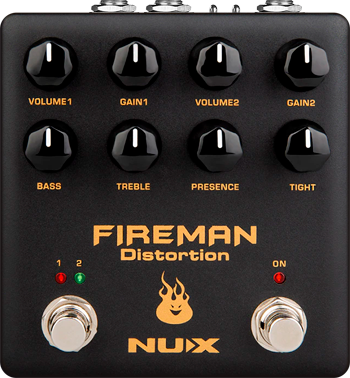 VOLUME1 GAIN1 VOLUME2 GAIN2
BASS TREBLE PRESENCE TIGHT
FIREMAN
Distortion
1 2 ON
NUX